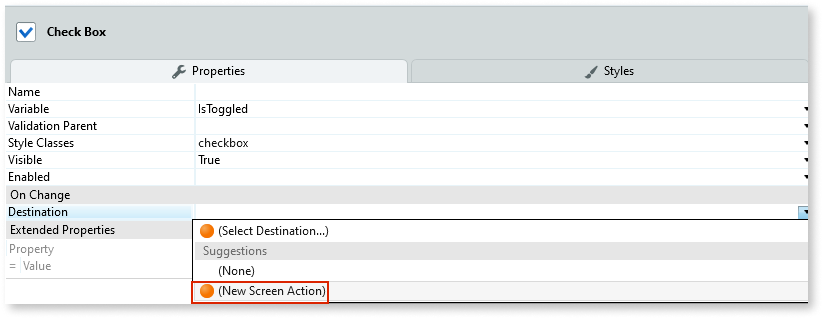 Check Box
Properties Styles
Name
Variable IsToggled
Validation Parent
Style Classes checkbox
Visible True
Enabled
On Change
Destination
(Select Destination...)
Extended Properties
Suggestions
Property
(None)
= Value
(New Screen Action)